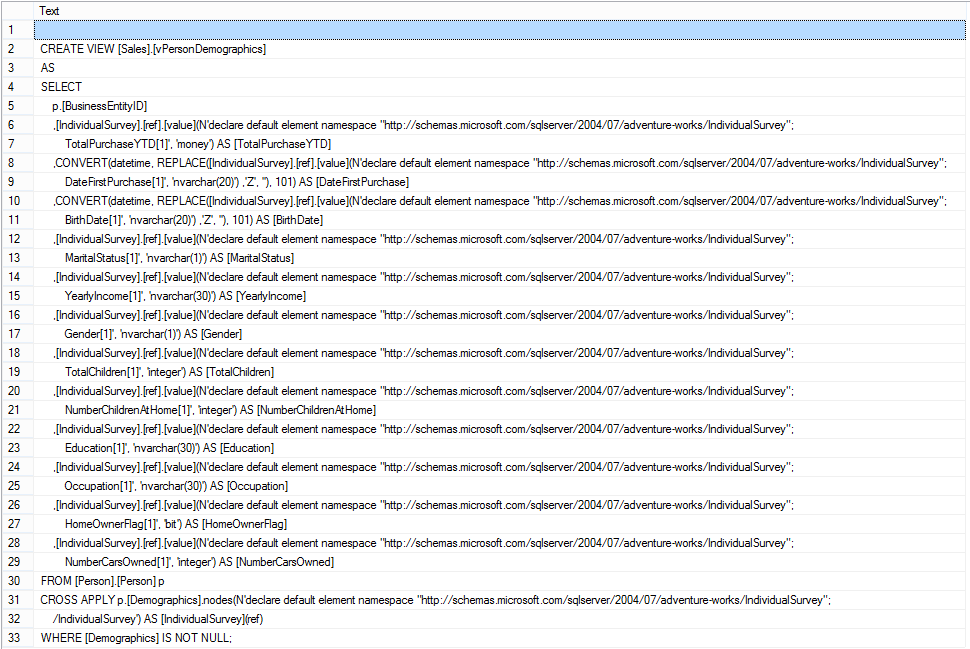 Text
1
2 CREATE VIEW [Sales].[vPersonDemographics]
3 AS
4 SELECT
5 p.[BusinessEntityID]
6 ,[IndividualSurvey].[ref].[value](N'declare default element namespace "http://schemas.microsoft.com/sqlserver/2004/07/adventure-works/IndividualSurvey";
7 TotalPurchaseYTD[1]', 'money') AS [TotalPurchaseYTD]
8 ,CONVERT(datetime, REPLACE([IndividualSurvey].[ref].[value](N'declare default element namespace "http://schemas.microsoft.com/sqlserver/2004/07/adventure-works/IndividualSurvey";
9 DateFirstPurchase[1]', 'nvarchar(20)') ,'Z', ''), 101) AS [DateFirstPurchase]
10 ,CONVERT(datetime, REPLACE([IndividualSurvey].[ref].[value](N'declare default element namespace "http://schemas.microsoft.com/sqlserver/2004/07/adventure-works/IndividualSurvey";
11 BirthDate[1]', 'nvarchar(20)') ,'Z', ''), 101) AS [BirthDate]
12 ,[IndividualSurvey].[ref].[value](N'declare default element namespace "http://schemas.microsoft.com/sqlserver/2004/07/adventure-works/IndividualSurvey";
13 MaritalStatus[1]', 'nvarchar(1)') AS [MaritalStatus]
14 ,[IndividualSurvey].[ref].[value](N'declare default element namespace "http://schemas.microsoft.com/sqlserver/2004/07/adventure-works/IndividualSurvey";
15 YearlyIncome[1]', 'nvarchar(30)') AS [YearlyIncome]
16 ,[IndividualSurvey].[ref].[value](N'declare default element namespace "http://schemas.microsoft.com/sqlserver/2004/07/adventure-works/IndividualSurvey";
17 Gender[1]', 'nvarchar(1)') AS [Gender]
18 ,[IndividualSurvey].[ref].[value](N'declare default element namespace "http://schemas.microsoft.com/sqlserver/2004/07/adventure-works/IndividualSurvey";
19 TotalChildren[1]', 'integer') AS [TotalChildren]
20 ,[IndividualSurvey].[ref].[value](N'declare default element namespace "http://schemas.microsoft.com/sqlserver/2004/07/adventure-works/IndividualSurvey";
21 NumberChildrenAtHome[1]', 'integer') AS [NumberChildrenAtHome]
22 ,[IndividualSurvey].[ref].[value](N'declare default element namespace "http://schemas.microsoft.com/sqlserver/2004/07/adventure-works/IndividualSurvey";
23 Education[1]', 'nvarchar(30)') AS [Education]
24 ,[IndividualSurvey].[ref].[value](N'declare default element namespace "http://schemas.microsoft.com/sqlserver/2004/07/adventure-works/IndividualSurvey";
25 Occupation[1]', 'nvarchar(30)') AS [Occupation]
26 ,[IndividualSurvey].[ref].[value](N'declare default element namespace "http://schemas.microsoft.com/sqlserver/2004/07/adventure-works/IndividualSurvey";
27 HomeOwnerFlag[1]', 'bit') AS [HomeOwnerFlag]
28 ,[IndividualSurvey].[ref].[value](N'declare default element namespace "http://schemas.microsoft.com/sqlserver/2004/07/adventure-works/IndividualSurvey";
29 NumberCarsOwned[1]', 'integer') AS [NumberCarsOwned]
30 FROM [Person].[Person] p
31 CROSS APPLY p.[Demographics].nodes(N'declare default element namespace "http://schemas.microsoft.com/sqlserver/2004/07/adventure-works/IndividualSurvey";
32 /IndividualSurvey') AS [IndividualSurvey](ref)
33 WHERE [Demographics] IS NOT NULL;